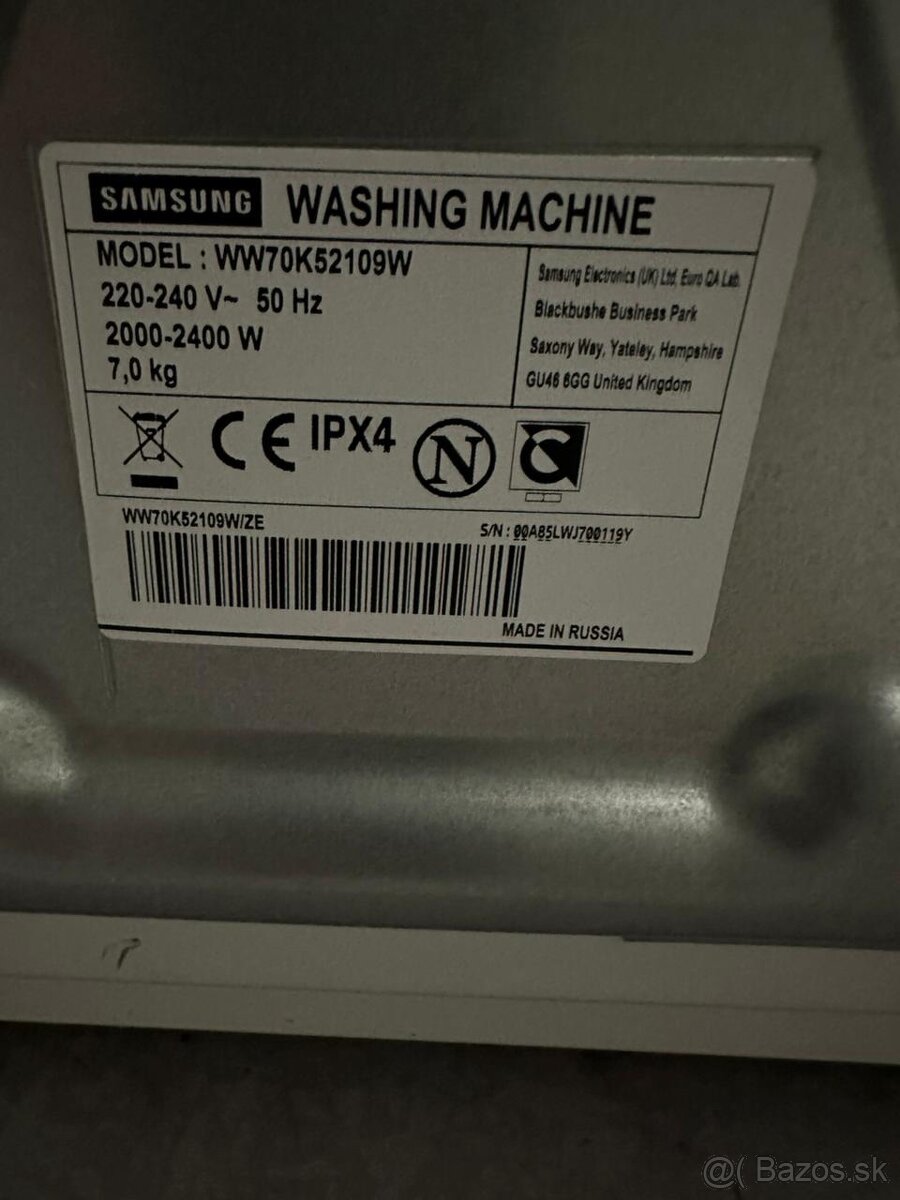 SAMSUNG WASHING MACHINE
MODEL : WW70K52109W
220-240 V~ 50 Hz
2000-2400 W
7,0 kg
Samsung Electronics (UK) Ltd, Euro QA Lab.
Blackbushe Business Park
Saxony Way, Yateley, Hampshire
GU46 6GG United Kingdom
CE IPX4 N
WW70K52109W/ZE
S/N : 00A85LWJ700119Y
MADE IN RUSSIA
@( Bazos.sk